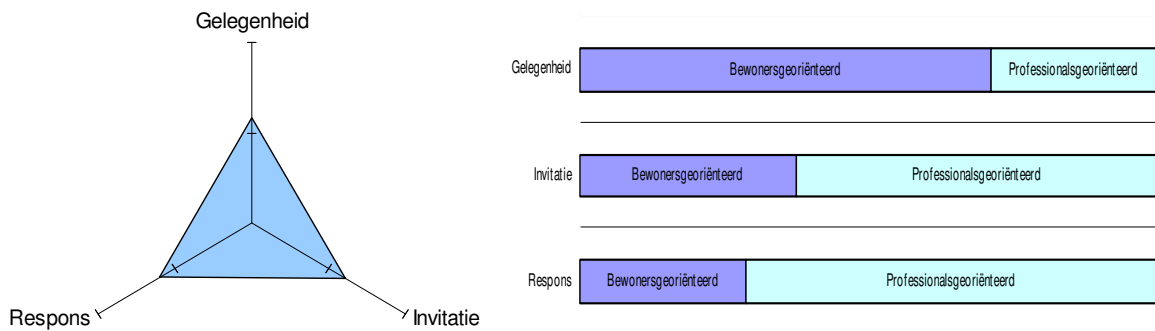 Gelegenheid
Respons
Invitatie
Gelegenheid Bewonersgeoriënteerd Professionalsgeoriënteerd
Invitatie Bewonersgeoriënteerd Professionalsgeoriënteerd
Respons Bewonersgeoriënteerd Professionalsgeoriënteerd